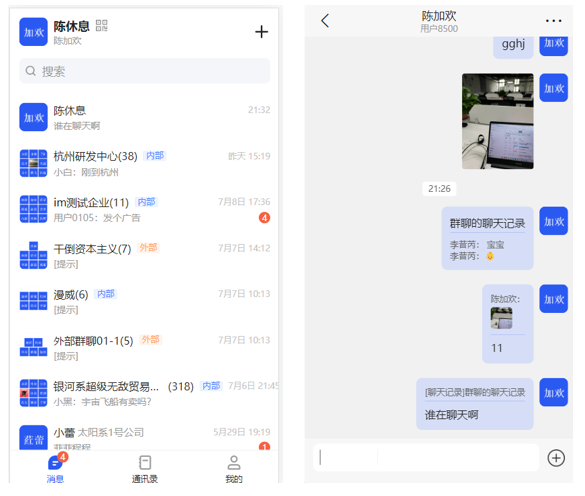 加欢
陈休息
陈加欢
搜索
加欢
陈休息
21:32
谁在聊天啊
杭州研发中心(38) 内部
昨天 15:19
小白：刚到杭州
im测试企业(11) 内部
7月8日 17:36
用户0105：发个广告
4
干倒资本主义(7) 外部
7月7日 14:12
[提示]
漫威(6) 内部
7月7日 10:13
[提示]
外部群聊01-1(5) 外部
7月7日 10:13
[提示]
银河系超级无敌贸易... (318) 内部
7月6日 21:45
小黑：宇宙飞船有卖吗?
小蕾 太阳系1号公司
5月29日 19:19
1
4
消息
通讯录
我的
陈加欢
用户8500
gghj
加欢
加欢
21:26
群聊的聊天记录
加欢
李昔芮： 宝宝
李昔芮：
陈加欢：
加欢
11
[聊天记录]群聊的聊天记录
加欢
谁在聊天啊